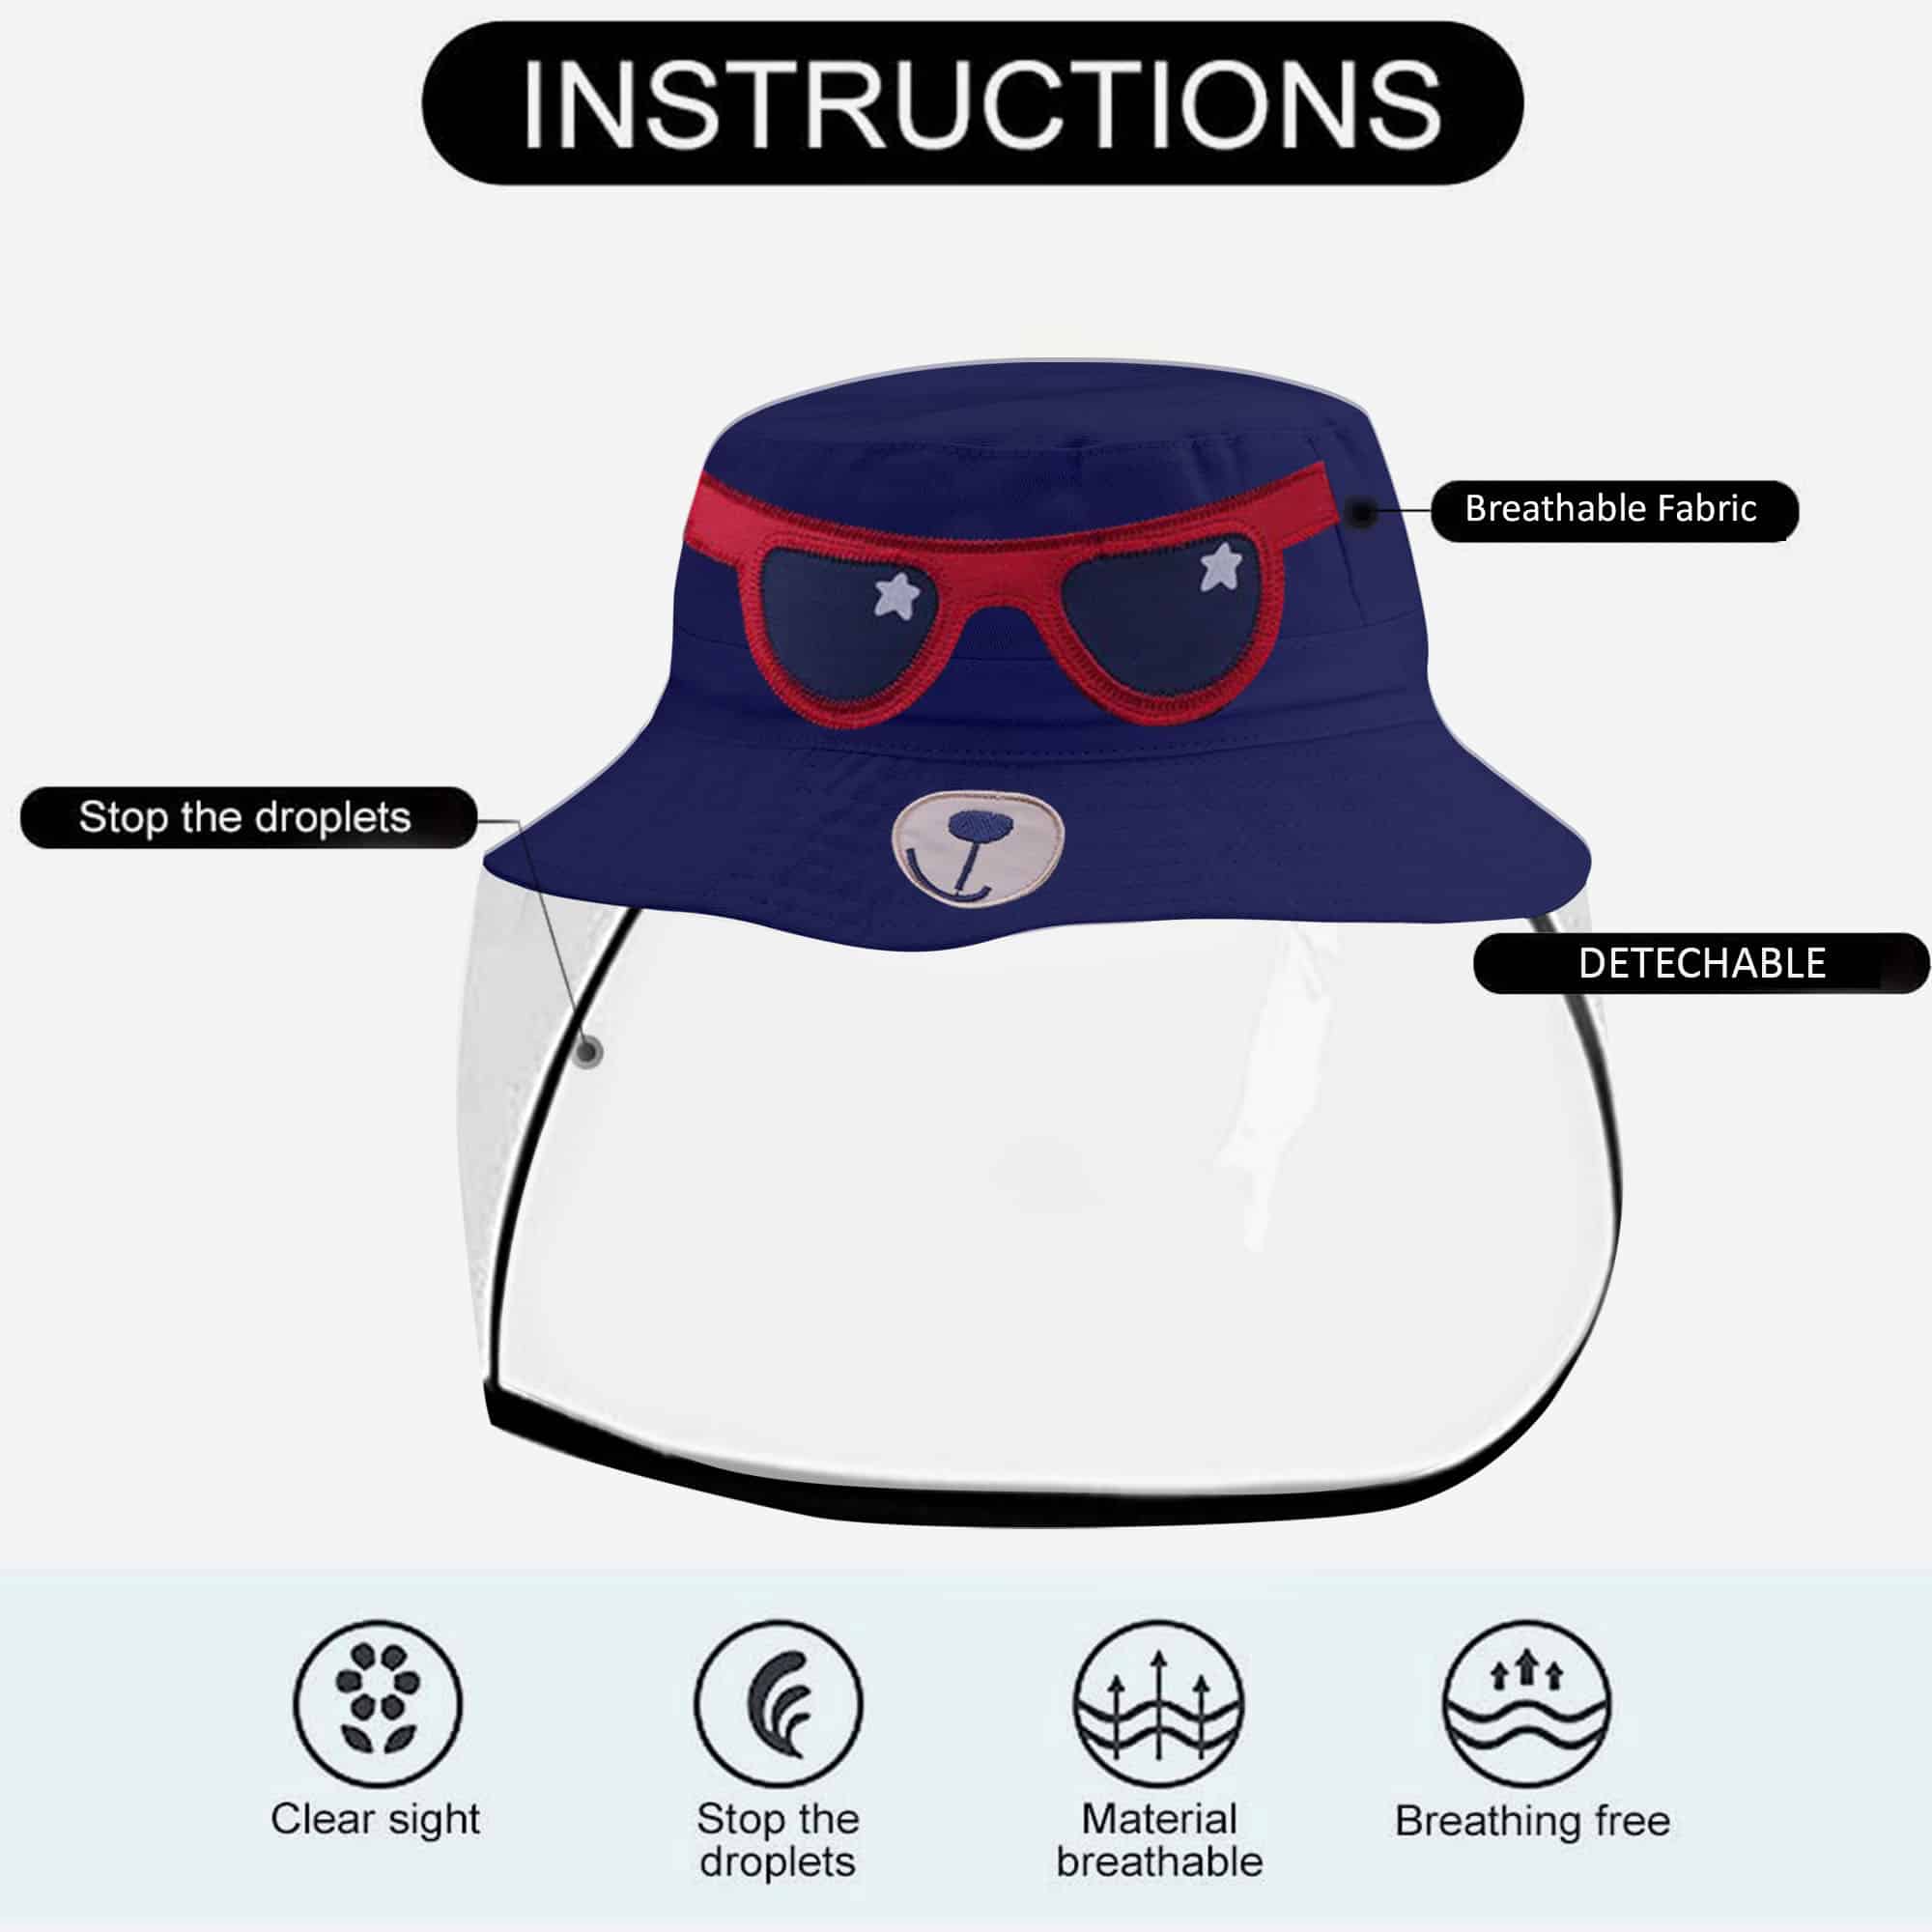 INSTRUCTIONS
Breathable Fabric
Stop the droplets
DETECHABLE
Clear sight
Stop the
droplets
Material
breathable
Breathing free